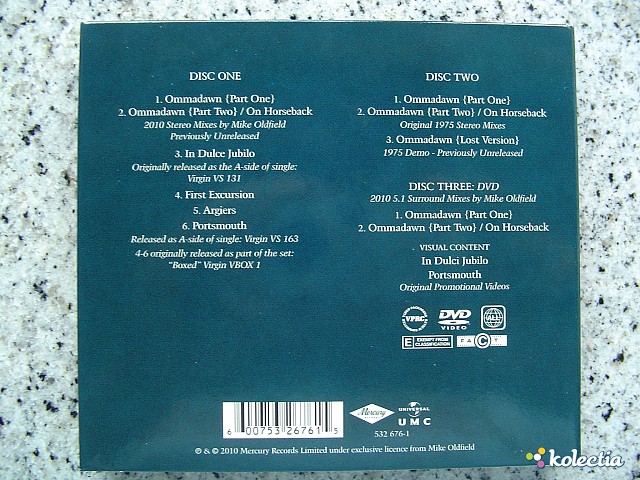 DISC ONE
1. Ommadawn {Part One}
2. Ommadawn {Part Two} / On Horseback
2010 Stereo Mixes by Mike Oldfield
Previously Unreleased
3. In Dulce Jubilo
Originally released as the A-side of single:
Virgin VS 131
4. First Excursion
5. Argiers
6. Portsmouth
Released as A-side of single: Virgin VS 163
4-6 originally released as part of the set:
"Boxed" Virgin VBOX 1
DISC TWO
1. Ommadawn {Part One}
2. Ommadawn {Part Two} / On Horseback
Original 1975 Stereo Mixes
3. Ommadawn {Lost Version}
1975 Demo - Previously Unreleased
DISC THREE: DVD
2010 5.1 Surround Mixes by Mike Oldfield
1. Ommadawn {Part One}
2. Ommadawn {Part Two} / On Horseback
VISUAL CONTENT
In Dulci Jubilo
Portsmouth
Original Promotional Videos
VPRC DVD VIDEO ALL
E EXEMPT FROM CLASSIFICATION FACT
6 00753 26761 5
Mercury UNIVERSAL UMC
532 676-1
℗ & © 2010 Mercury Records Limited under exclusive licence from Mike Oldfield
kolectia